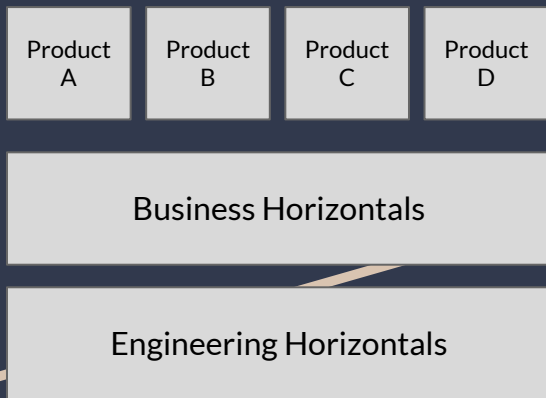 Product
A
Product
B
Product
C
Product
D
Business Horizontals
Engineering Horizontals